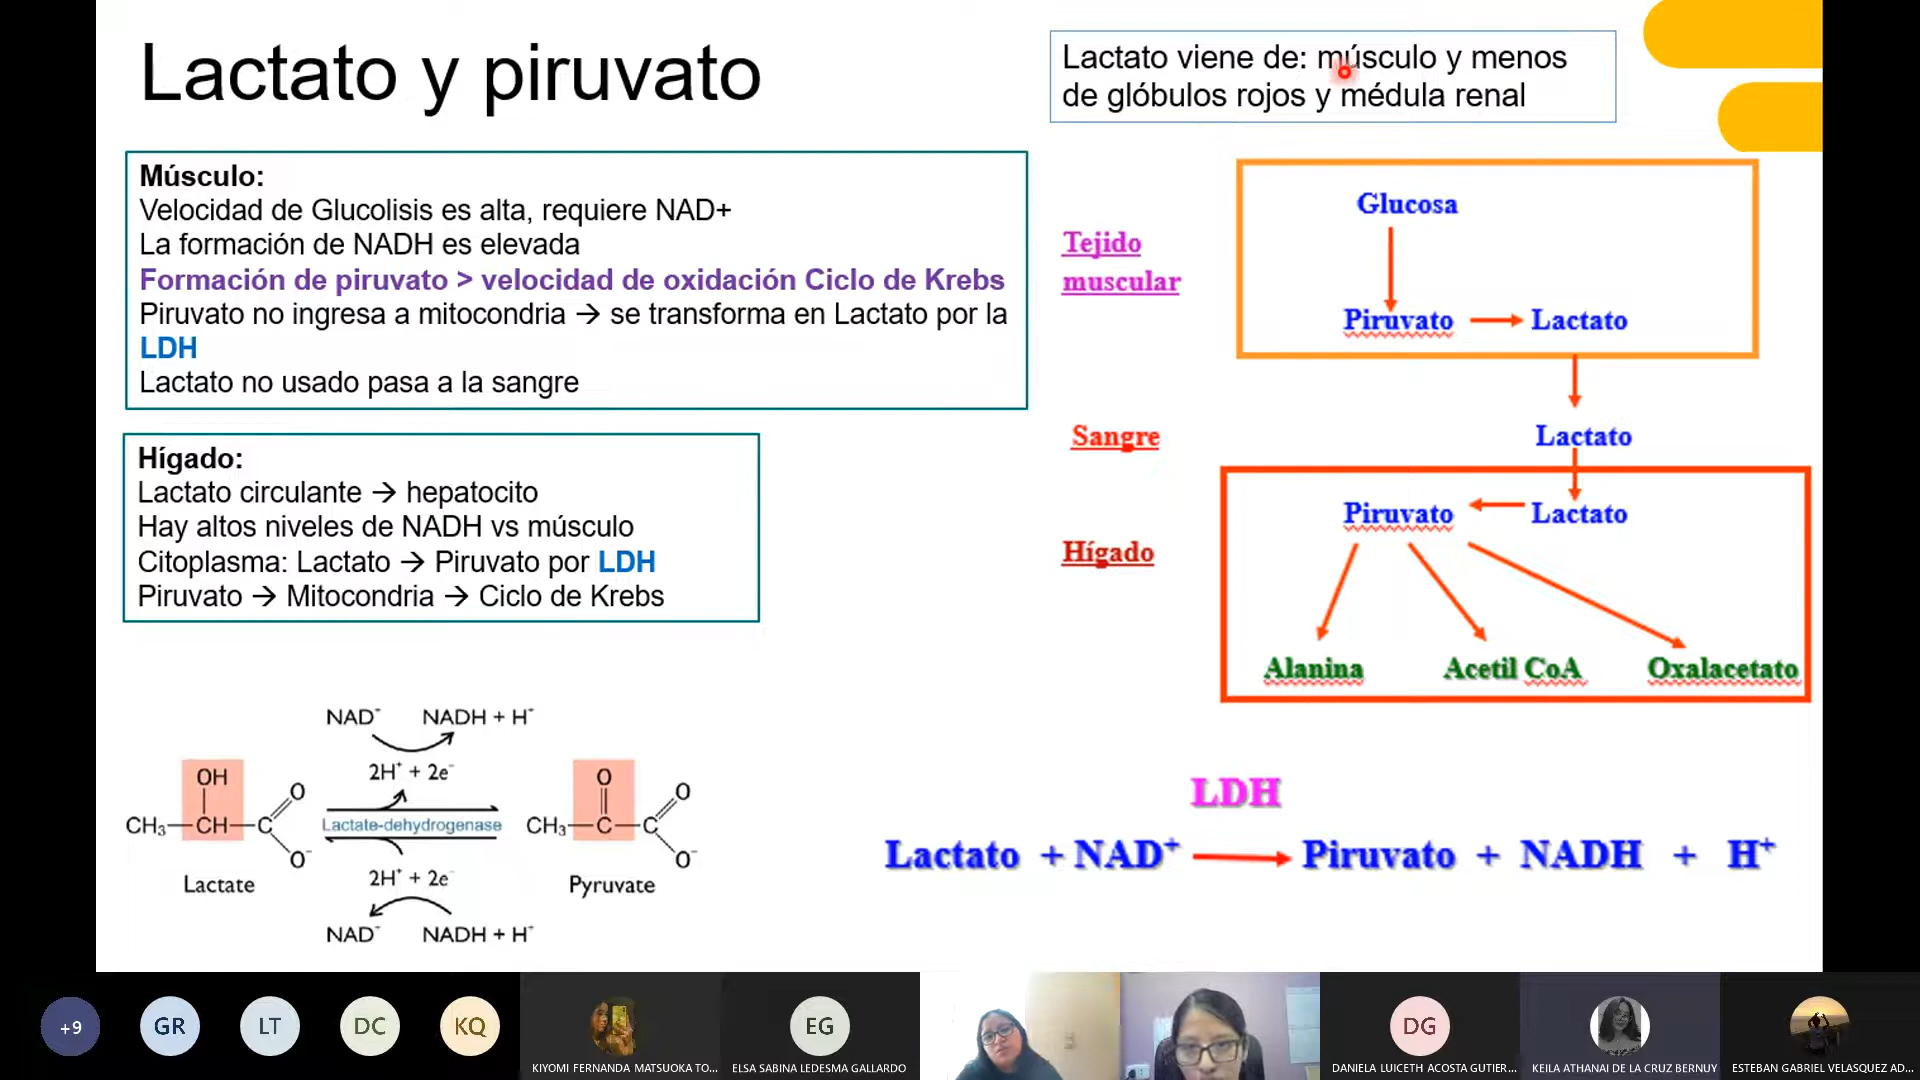 Lactato y piruvato
Lactato viene de: músculo y menos
de glóbulos rojos y médula renal
Músculo:
Velocidad de Glucolisis es alta, requiere NAD+
La formación de NADH es elevada
Formación de piruvato > velocidad de oxidación Ciclo de Krebs
Piruvato no ingresa a mitocondria → se transforma en Lactato por la
LDH
Lactato no usado pasa a la sangre
Hígado:
Lactato circulante → hepatocito
Hay altos niveles de NADH vs músculo
Citoplasma: Lactato → Piruvato por LDH
Piruvato → Mitocondria → Ciclo de Krebs
Tejido
muscular
Glucosa
Piruvato
Lactato
Sangre
Lactato
Hígado
Piruvato
Lactato
Alanina
Acetil CoA
Oxalacetato
NAD⁺ NADH + H⁺
2H⁺ + 2e⁻
OH
CH₃—CH—C
O
O⁻
Lactate-dehydrogenase
O
CH₃—C—C
O
O⁻
Lactate
Pyruvate
2H⁺ + 2e⁻
NAD⁺ NADH + H⁺
LDH
Lactato + NAD⁺ → Piruvato + NADH + H⁺
+9
GR
LT
DC
KQ
KIYOMI FERNANDA MATSUOKA TO...
EG
ELSA SABINA LEDESMA GALLARDO
DG
DANIELA LUICETH ACOSTA GUTIER...
KEILA ATHANAI DE LA CRUZ BERNUY
ESTEBAN GABRIEL VELASQUEZ AD...